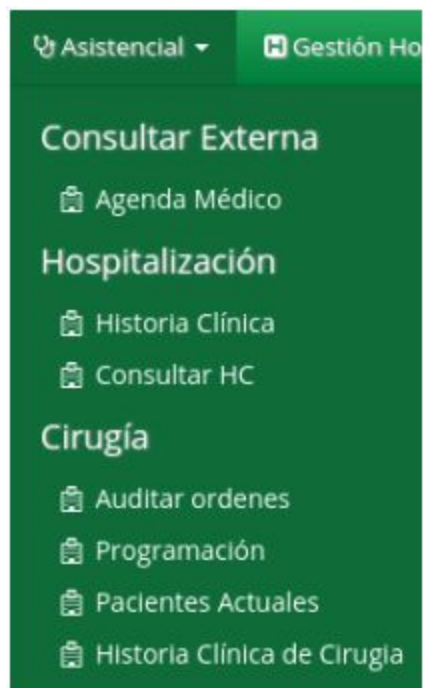 Asistencial
Gestión Ho
Consultar Externa
Agenda Médico
Hospitalización
Historia Clínica
Consultar HC
Cirugía
Auditar ordenes
Programación
Pacientes Actuales
Historia Clínica de Cirugia